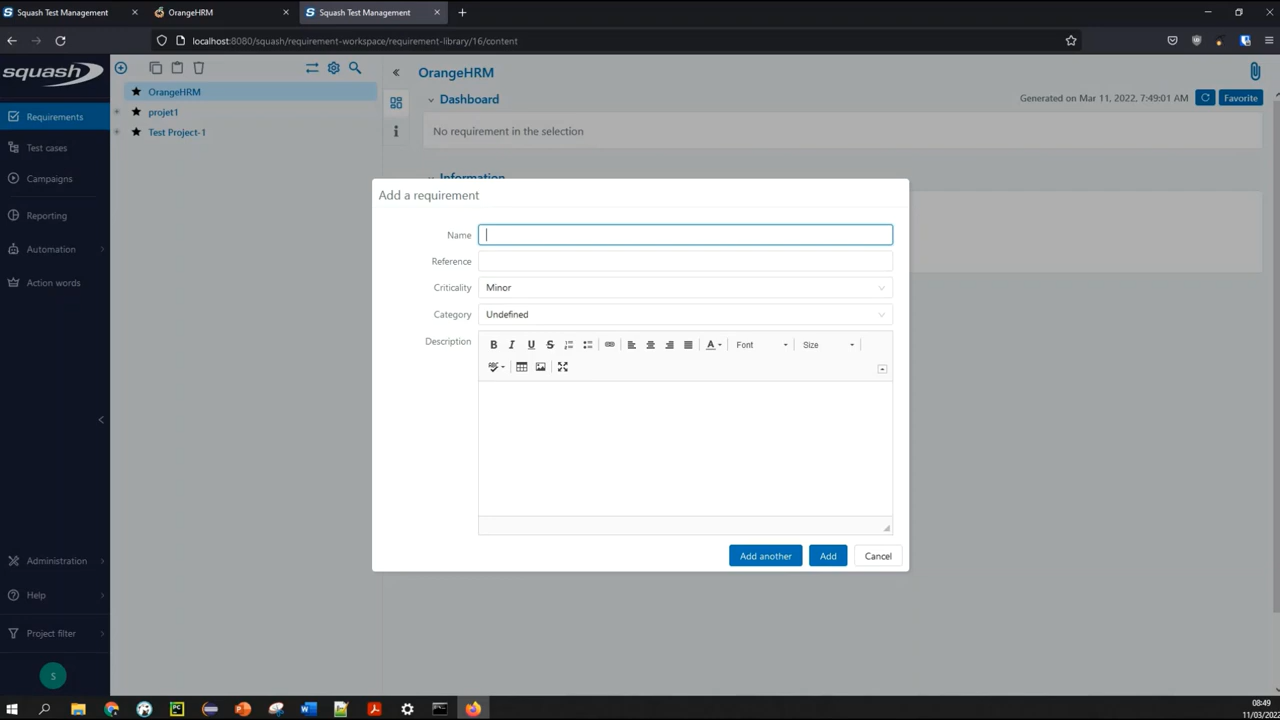 Squash Test Management
OrangeHRM
Squash Test Management
localhost:8080/squash/requirement-workspace/requirement-library/16/content
squash
OrangeHRM
projet1
Test Project-1
Requirements
Test cases
Campaigns
Reporting
Automation
Action words
Administration
Help
Project filter
S
OrangeHRM
Dashboard
Generated on Mar 11, 2022, 7:49:01 AM
Favorite
No requirement in the selection
Information
Add a requirement
Name
Reference
Criticality
Minor
Category
Undefined
Description
B I U S
A
Font
Size
Add another
Add
Cancel
08:49
11/03/2022